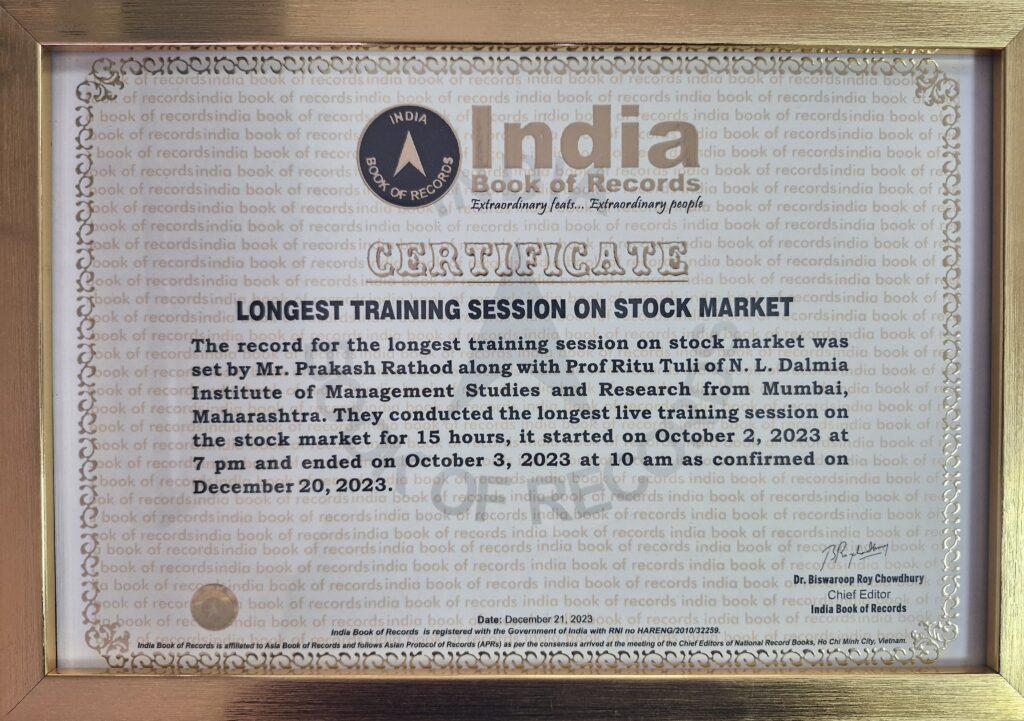 INDIA
BOOK OF RECORDS
India
Book of Records
Extraordinary feats... Extraordinary people
CERTIFICATE
LONGEST TRAINING SESSION ON STOCK MARKET
The record for the longest training session on stock market was
set by Mr. Prakash Rathod along with Prof Ritu Tuli of N. L. Dalmia
Institute of Management Studies and Research from Mumbai,
Maharashtra. They conducted the longest live training session on
the stock market for 15 hours, it started on October 2, 2023 at
7 pm and ended on October 3, 2023 at 10 am as confirmed on
December 20, 2023.
OF RECORDS
Dr. Biswaroop Roy Chowdhury
Chief Editor
India Book of Records
Date: December 21, 2023
India Book of Records is registered with the Government of India with RNI no HARENG/2010/32259.
India Book of Records is affiliated to Asia Book of Records and follows Asian Protocol of Records (APRs) as per the consensus arrived at the meeting of the Chief Editors of National Record Books, Ho Chi Minh City, Vietnam.